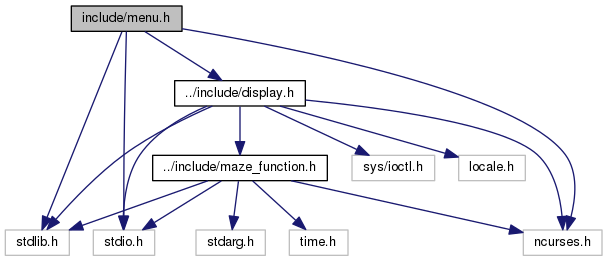 include/menu.h
../include/display.h
../include/maze_function.h
sys/ioctl.h
locale.h
stdlib.h
stdio.h
stdarg.h
time.h
ncurses.h